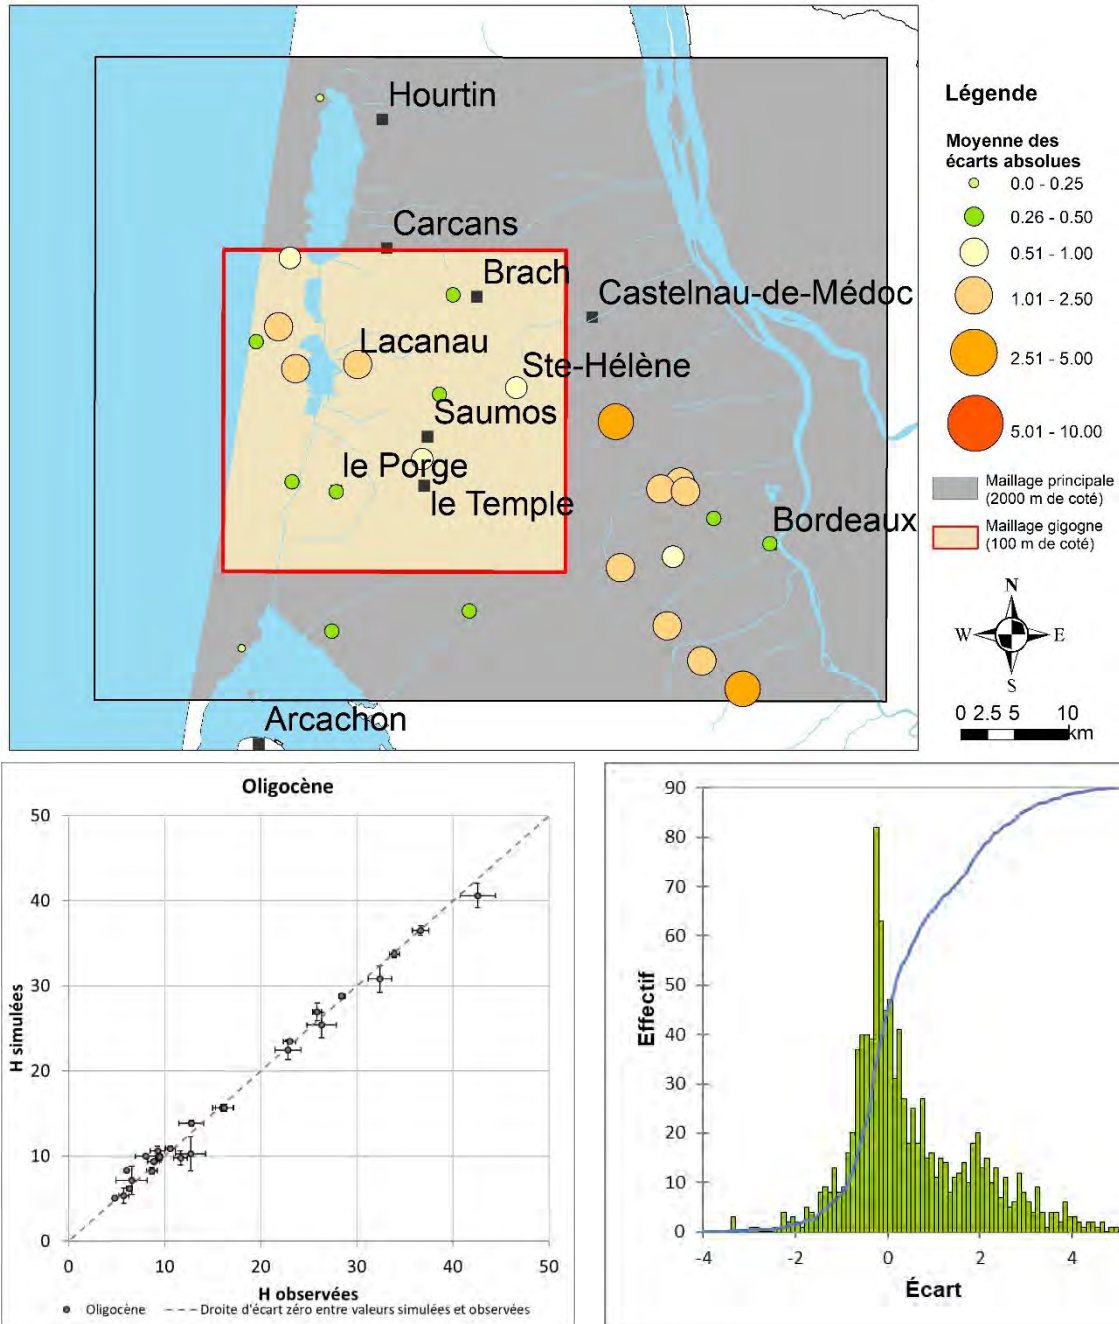 Hourtin
Carcans
Brach
Castelnau-de-Médoc
Lacanau
Ste-Hélène
Saumos
le Porge
le Temple
Bordeaux
Arcachon
Légende
Moyenne des
écarts absolues
0.0 - 0.25
0.26 - 0.50
0.51 - 1.00
1.01 - 2.50
2.51 - 5.00
5.01 - 10.00
Maillage principale
(2000 m de coté)
Maillage gigogne
(100 m de coté)
N
W E
S
0 2.5 5 10
km
Oligocène
50
40
30
20
10
0
H simulées
0 10 20 30 40 50
H observées
Oligocène Droite d'écart zéro entre valeurs simulées et observées
90
80
70
60
50
40
30
20
10
0
Effectif
-4 -2 0 2 4
Écart